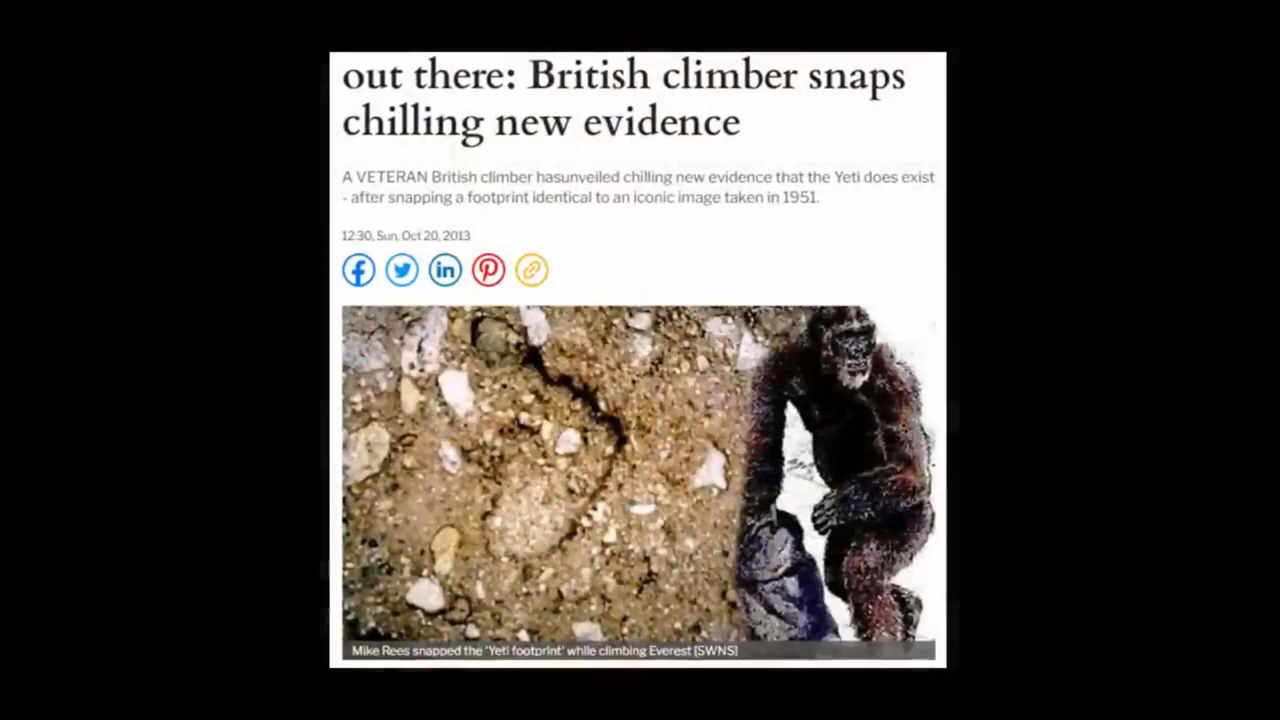 out there: British climber snaps
chilling new evidence
A VETERAN British climber hasunveiled chilling new evidence that the Yeti does exist
- after snapping a footprint identical to an iconic image taken in 1951.
12:30, Sun, Oct 20, 2013
f
in
Mike Rees snapped the 'Yeti footprint' while climbing Everest [SWNS]